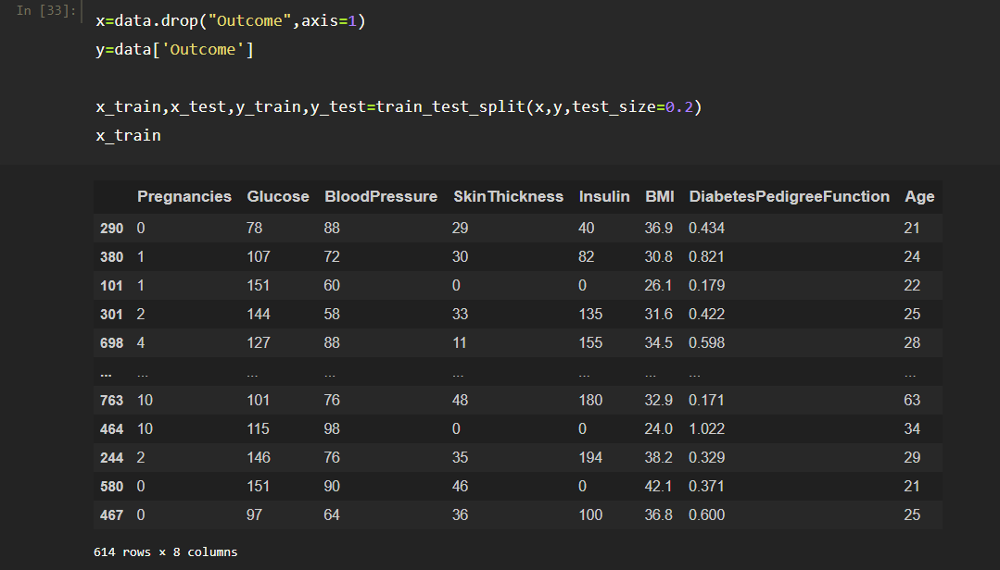 In [33]:
x=data.drop("Outcome",axis=1)
y=data['Outcome']
x_train,x_test,y_train,y_test=train_test_split(x,y,test_size=0.2)
x_train
Pregnancies Glucose BloodPressure SkinThickness Insulin BMI DiabetesPedigreeFunction Age
290 0 78 88 29 40 36.9 0.434 21
380 1 107 72 30 82 30.8 0.821 24
101 1 151 60 0 0 26.1 0.179 22
301 2 144 58 33 135 31.6 0.422 25
698 4 127 88 11 155 34.5 0.598 28
... ... ... ... ... ... ... ... ...
763 10 101 76 48 180 32.9 0.171 63
464 10 115 98 0 0 24.0 1.022 34
244 2 146 76 35 194 38.2 0.329 29
580 0 151 90 46 0 42.1 0.371 21
467 0 97 64 36 100 36.8 0.600 25
614 rows × 8 columns